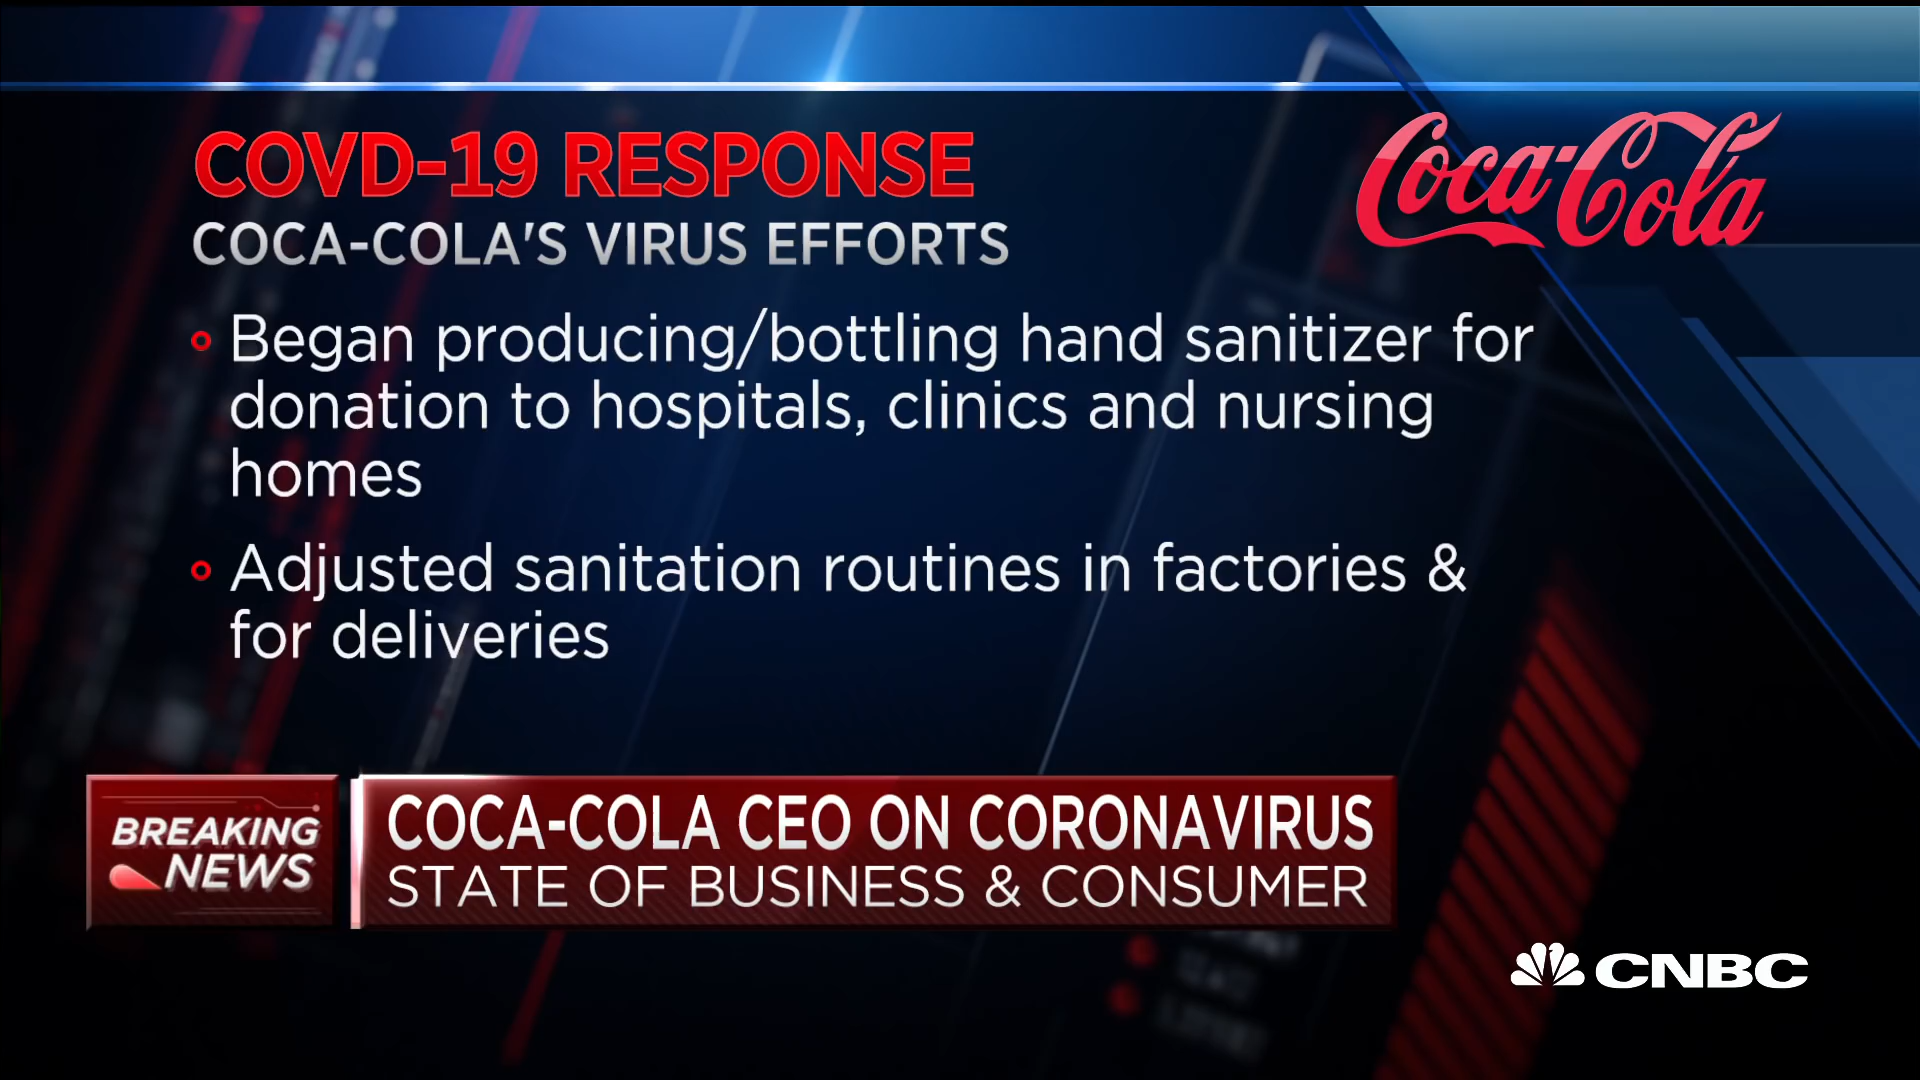 COVD-19 RESPONSE
Coca-Cola
COCA-COLA'S VIRUS EFFORTS
Began producing/bottling hand sanitizer for
donation to hospitals, clinics and nursing
homes
Adjusted sanitation routines in factories &
for deliveries
BREAKING
NEWS
COCA-COLA CEO ON CORONAVIRUS
STATE OF BUSINESS & CONSUMER
CNBC